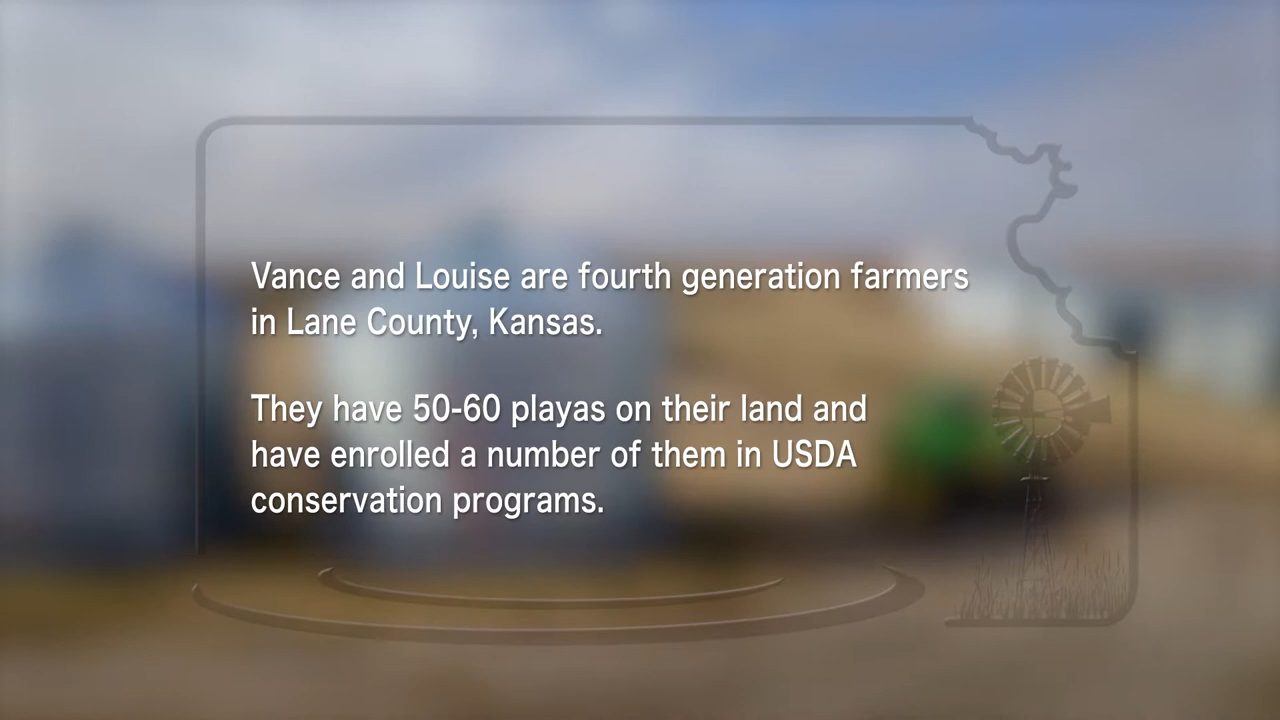 Vance and Louise are fourth generation farmers
in Lane County, Kansas.
They have 50-60 playas on their land and
have enrolled a number of them in USDA
conservation programs.